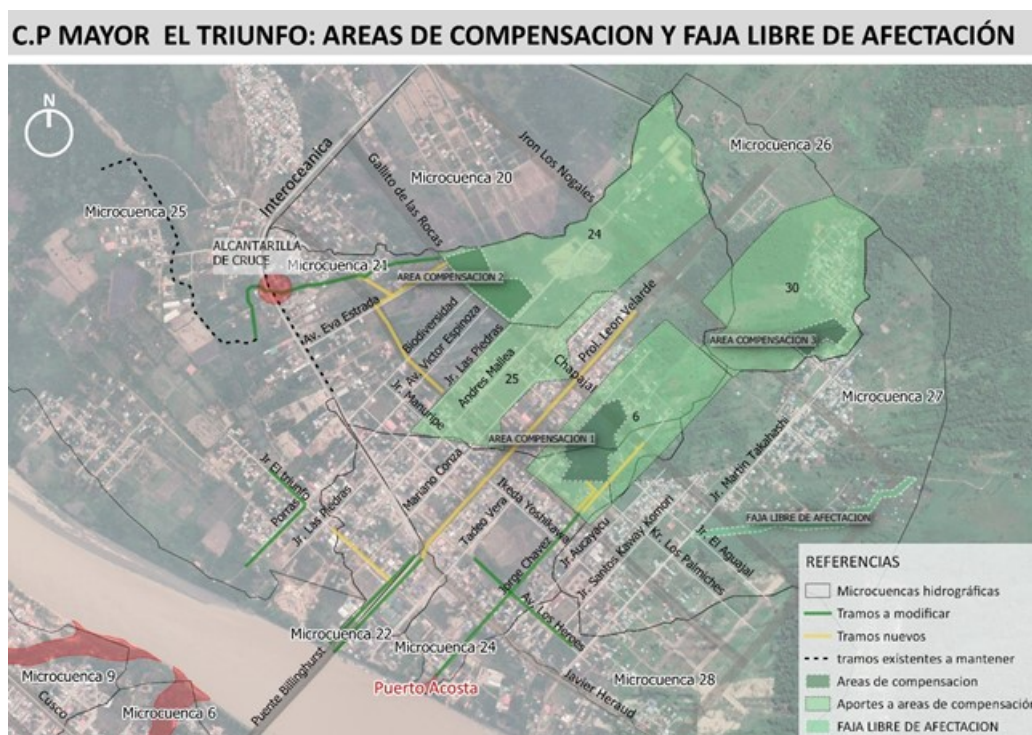 C.P MAYOR EL TRIUNFO: AREAS DE COMPENSACION Y FAJA LIBRE DE AFECTACIÓN
N
Interoceanica
Gallito de las Rocas
Microcuenca 20
Jron Los Nogales
Microcuenca 26
Microcuenca 25
ALCANTARILLA
DE CRUCE
Microcuenca 21
AREA COMPENSACION 2
24
30
Av. Eva Estrada
Biodiversidad
Av. Victor Espinoza
Jr. Las Piedras
Jr. Manuripe
Andres Mallea
25
Chapajal
Prol. Leon Velarde
AREA COMPENSACION 3
Microcuenca 27
AREA COMPENSACION 1
6
Jr. Martin Takahashi
Mariano Conza
Jr. El triunfo
Porras
Jr. Las Piedras
Tadeo Vera
Ikeda Yoshikawa
Jorge Chavez
Jr. Aucayacu
Jr. Santos Kaway Komori
Kr. Los Palmiches
Jr. El Aguajal
FAJA LIBRE DE AFECTACION
Av. Los Heroes
Microcuenca 22
Microcuenca 24
Puente Billinghurst
Puerto Acosta
Javier Heraud
Microcuenca 28
Microcuenca 9
Cusco
Microcuenca 6
REFERENCIAS
Microcuencas hidrográficas
Tramos a modificar
Tramos nuevos
tramos existentes a mantener
Areas de compensacion
Aportes a areas de compensación
FAJA LIBRE DE AFECTACION